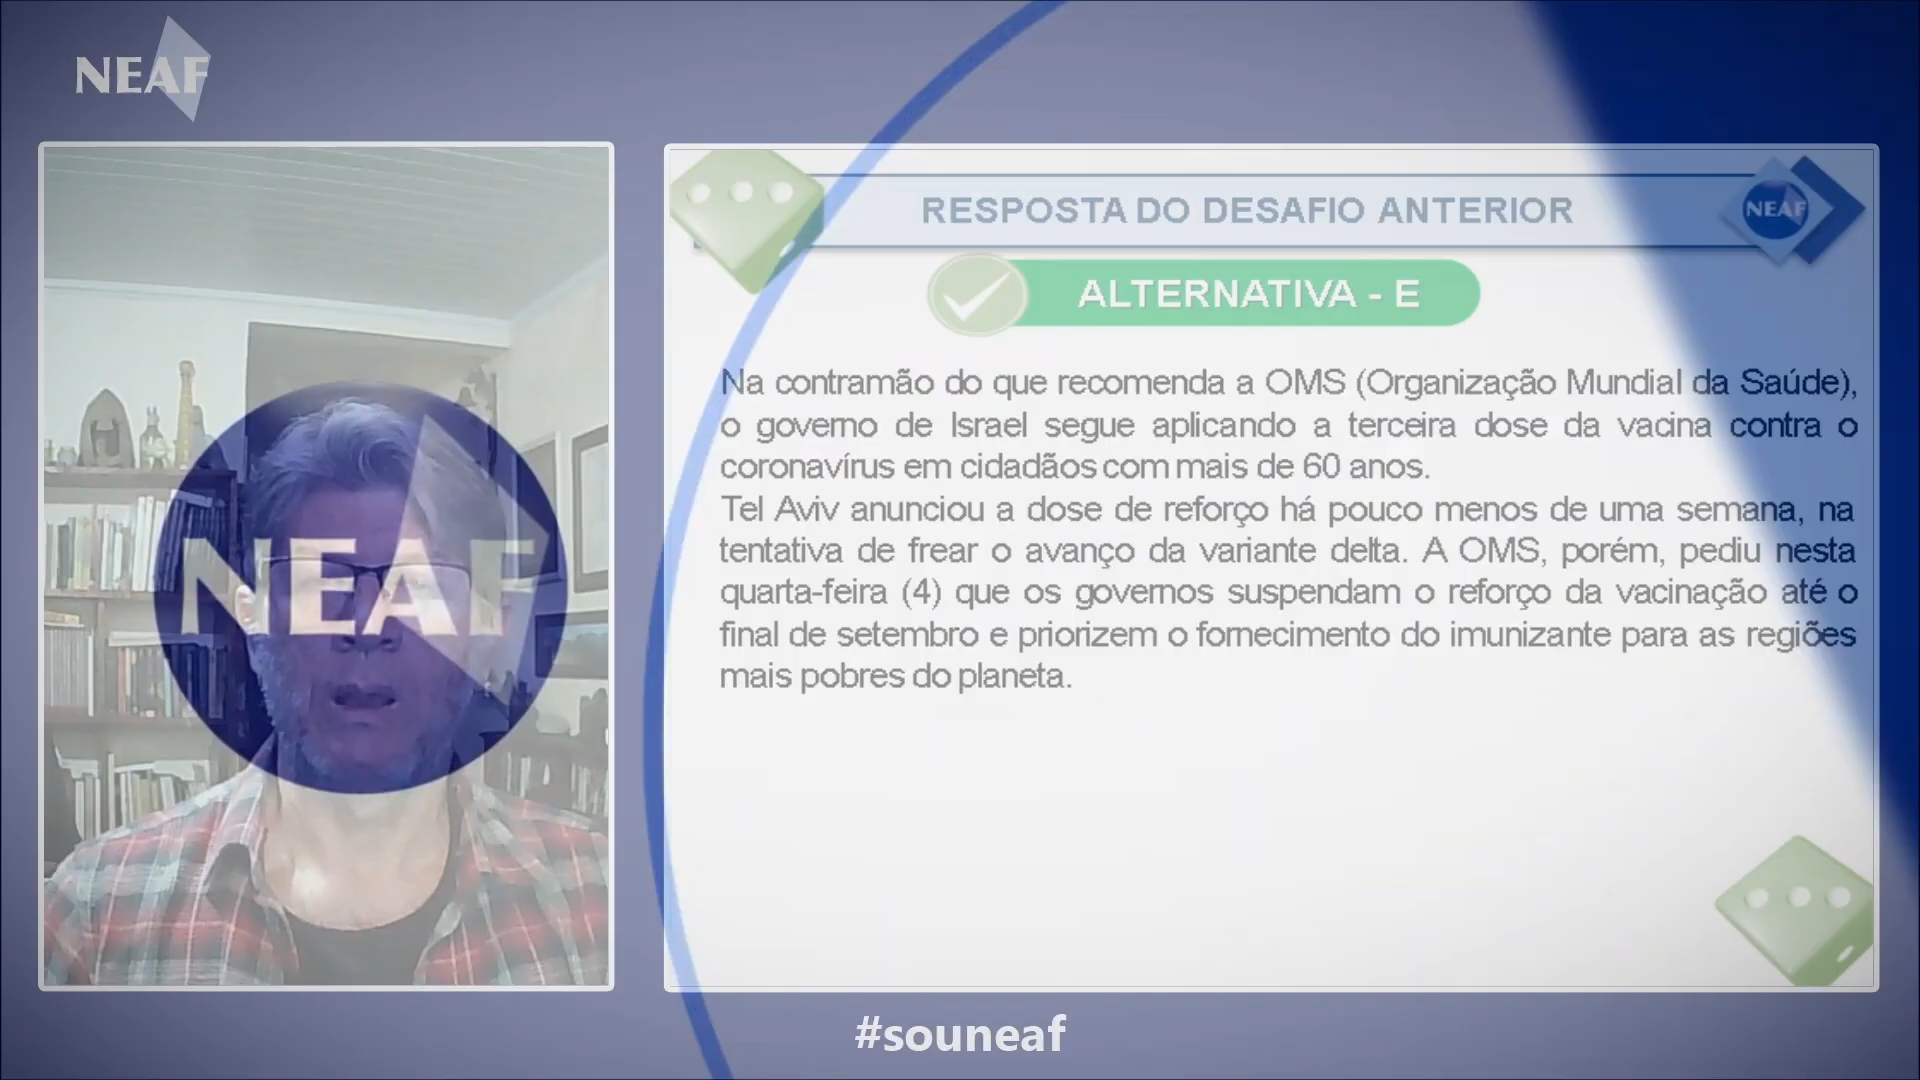 NEAF
RESPOSTA DO DESAFIO ANTERIOR
NEAF
ALTERNATIVA - E
Na contramão do que recomenda a OMS (Organização Mundial da Saúde),
o governo de Israel segue aplicando a terceira dose da vacina contra o
coronavírus em cidadãos com mais de 60 anos.
Tel Aviv anunciou a dose de reforço há pouco menos de uma semana, na
tentativa de frear o avanço da variante delta. A OMS, porém, pediu nesta
quarta-feira (4) que os governos suspendam o reforço da vacinação até o
final de setembro e priorizem o fornecimento do imunizante para as regiões
mais pobres do planeta.
NEAF
#souneaf